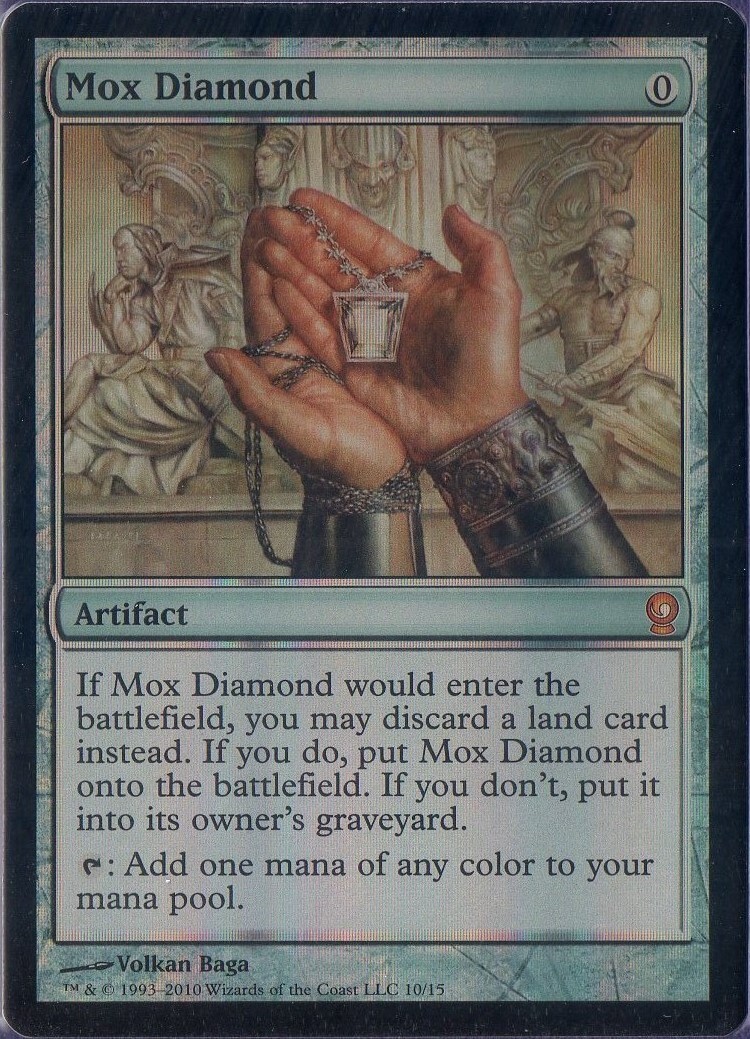 Mox Diamond 0
Artifact
If Mox Diamond would enter the
battlefield, you may discard a land card
instead. If you do, put Mox Diamond
onto the battlefield. If you don't, put it
into its owner's graveyard.
: Add one mana of any color to your
mana pool.
Volkan Baga
™ & © 1993–2010 Wizards of the Coast LLC 10/15